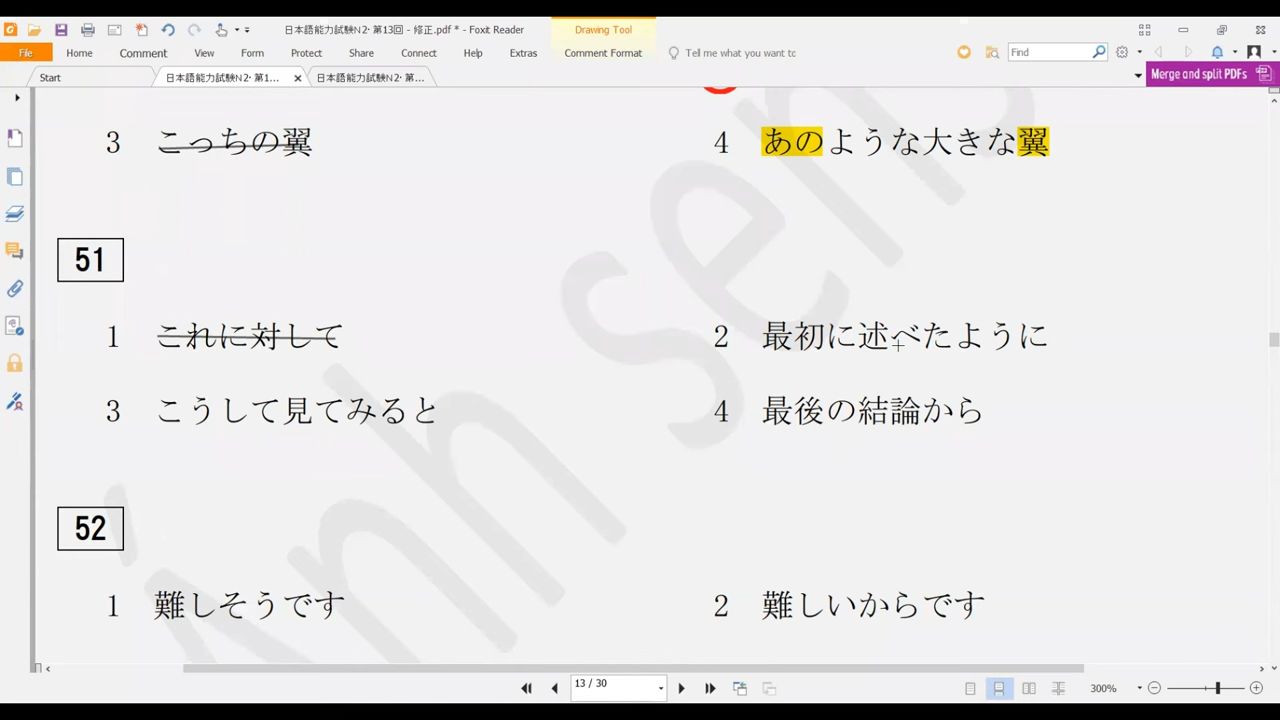 日本語能力試験N2· 第13回 - 修正.pdf * - Foxit Reader
Drawing Tool
File Home Comment View Form Protect Share Connect Help Extras Comment Format Tell me what you want to Find
Start 日本語能力試験N2· 第1... 日本語能力試験N2· 第... Merge and split PDFs
3 こっちの翼 4 あのような大きな翼
51
1 これに対して 2 最初に述べたように
3 こうして見てみると 4 最後の結論から
52
1 難しそうです 2 難しいからです
Ánh sens
13 / 30 300%